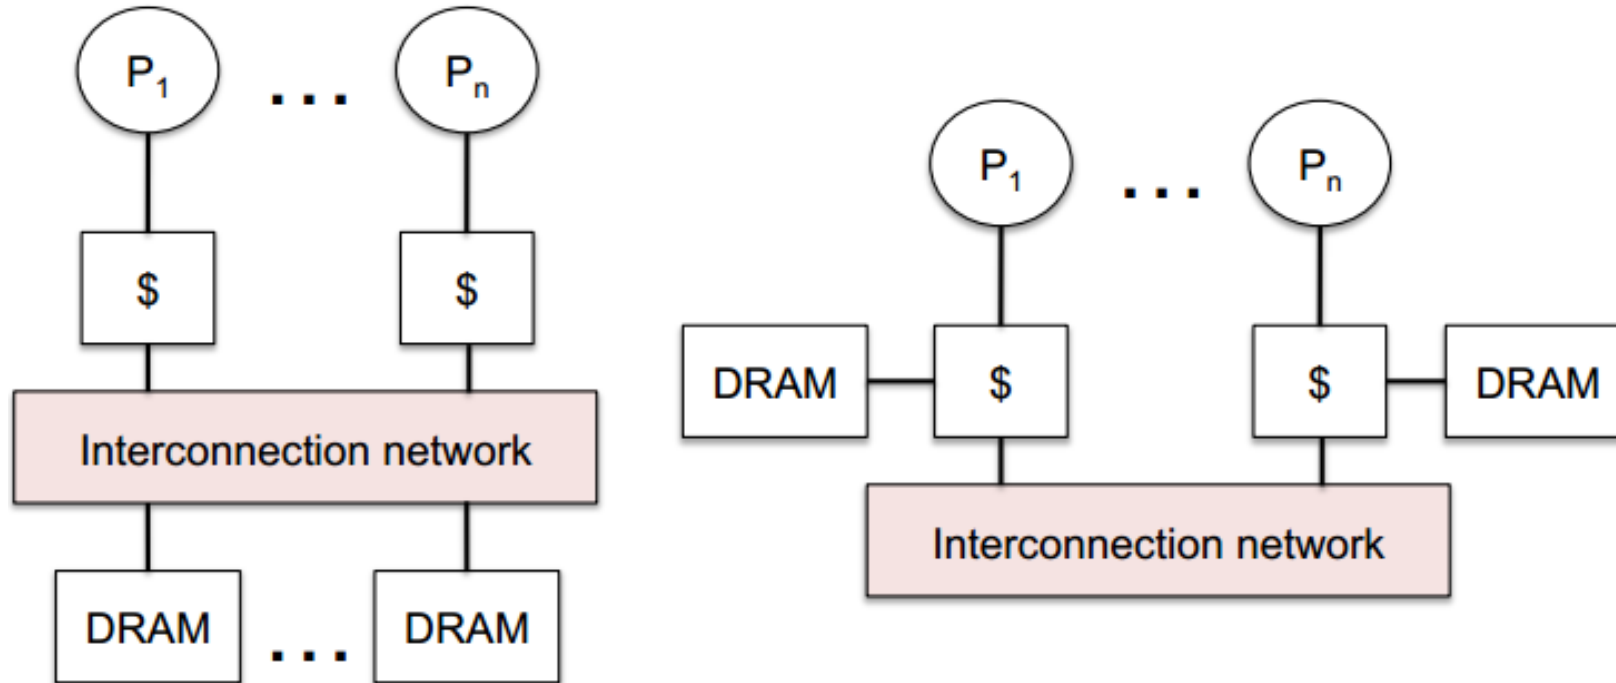 P1 ... Pn
$ $
Interconnection network
DRAM ... DRAM
P1 ... Pn
DRAM $ $ DRAM
Interconnection network